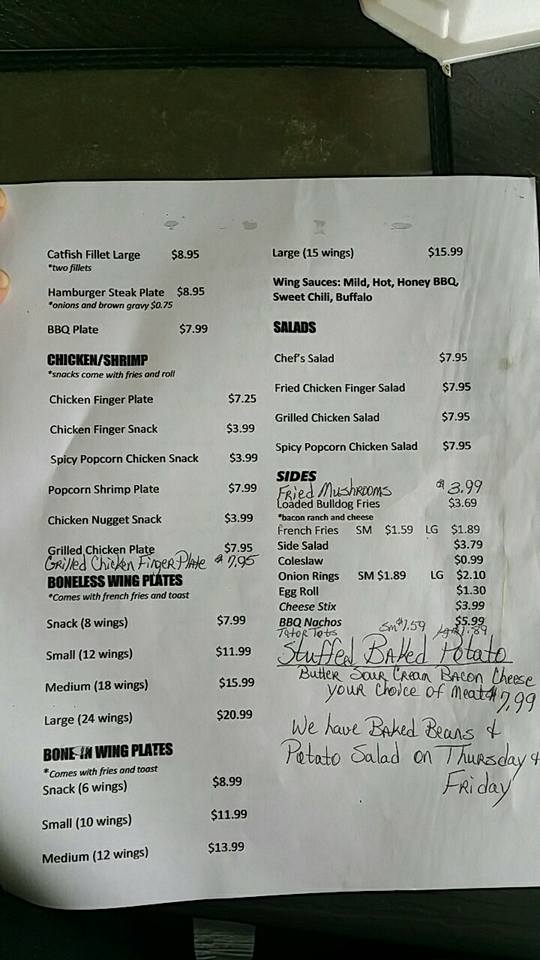 Catfish Fillet Large $8.95
*two fillets
Hamburger Steak Plate $8.95
*onions and brown gravy $0.75
BBQ Plate $7.99
CHICKEN/SHRIMP
*snacks come with fries and roll
Chicken Finger Plate $7.25
Chicken Finger Snack $3.99
Spicy Popcorn Chicken Snack $3.99
Popcorn Shrimp Plate $7.99
Chicken Nugget Snack $3.99
Grilled Chicken Plate $7.95
Grilled Chicken Finger Plate $7.95
BONELESS WING PLATES
*Comes with french fries and toast
Snack (8 wings) $7.99
Small (12 wings) $11.99
Medium (18 wings) $15.99
Large (24 wings) $20.99
BONE-IN WING PLATES
*Comes with fries and toast
Snack (6 wings) $8.99
Small (10 wings) $11.99
Medium (12 wings) $13.99
Large (15 wings) $15.99
Wing Sauces: Mild, Hot, Honey BBQ,
Sweet Chili, Buffalo
SALADS
Chef's Salad $7.95
Fried Chicken Finger Salad $7.95
Grilled Chicken Salad $7.95
Spicy Popcorn Chicken Salad $7.95
SIDES
Fried Mushrooms $3.99
Loaded Bulldog Fries $3.69
*bacon ranch and cheese
French Fries SM $1.59 LG $1.89
Side Salad $3.79
Coleslaw $0.99
Onion Rings SM $1.89 LG $2.10
Egg Roll $1.30
Cheese Stix $3.99
BBQ Nachos $5.99
Tator Tots Sm $1.59 Lg $1.89
Stuffed Baked Potato
Butter Sour Cream Bacon Cheese
your choice of meat $7.99
We have Baked Beans &
Potato Salad on Thursday &
Friday